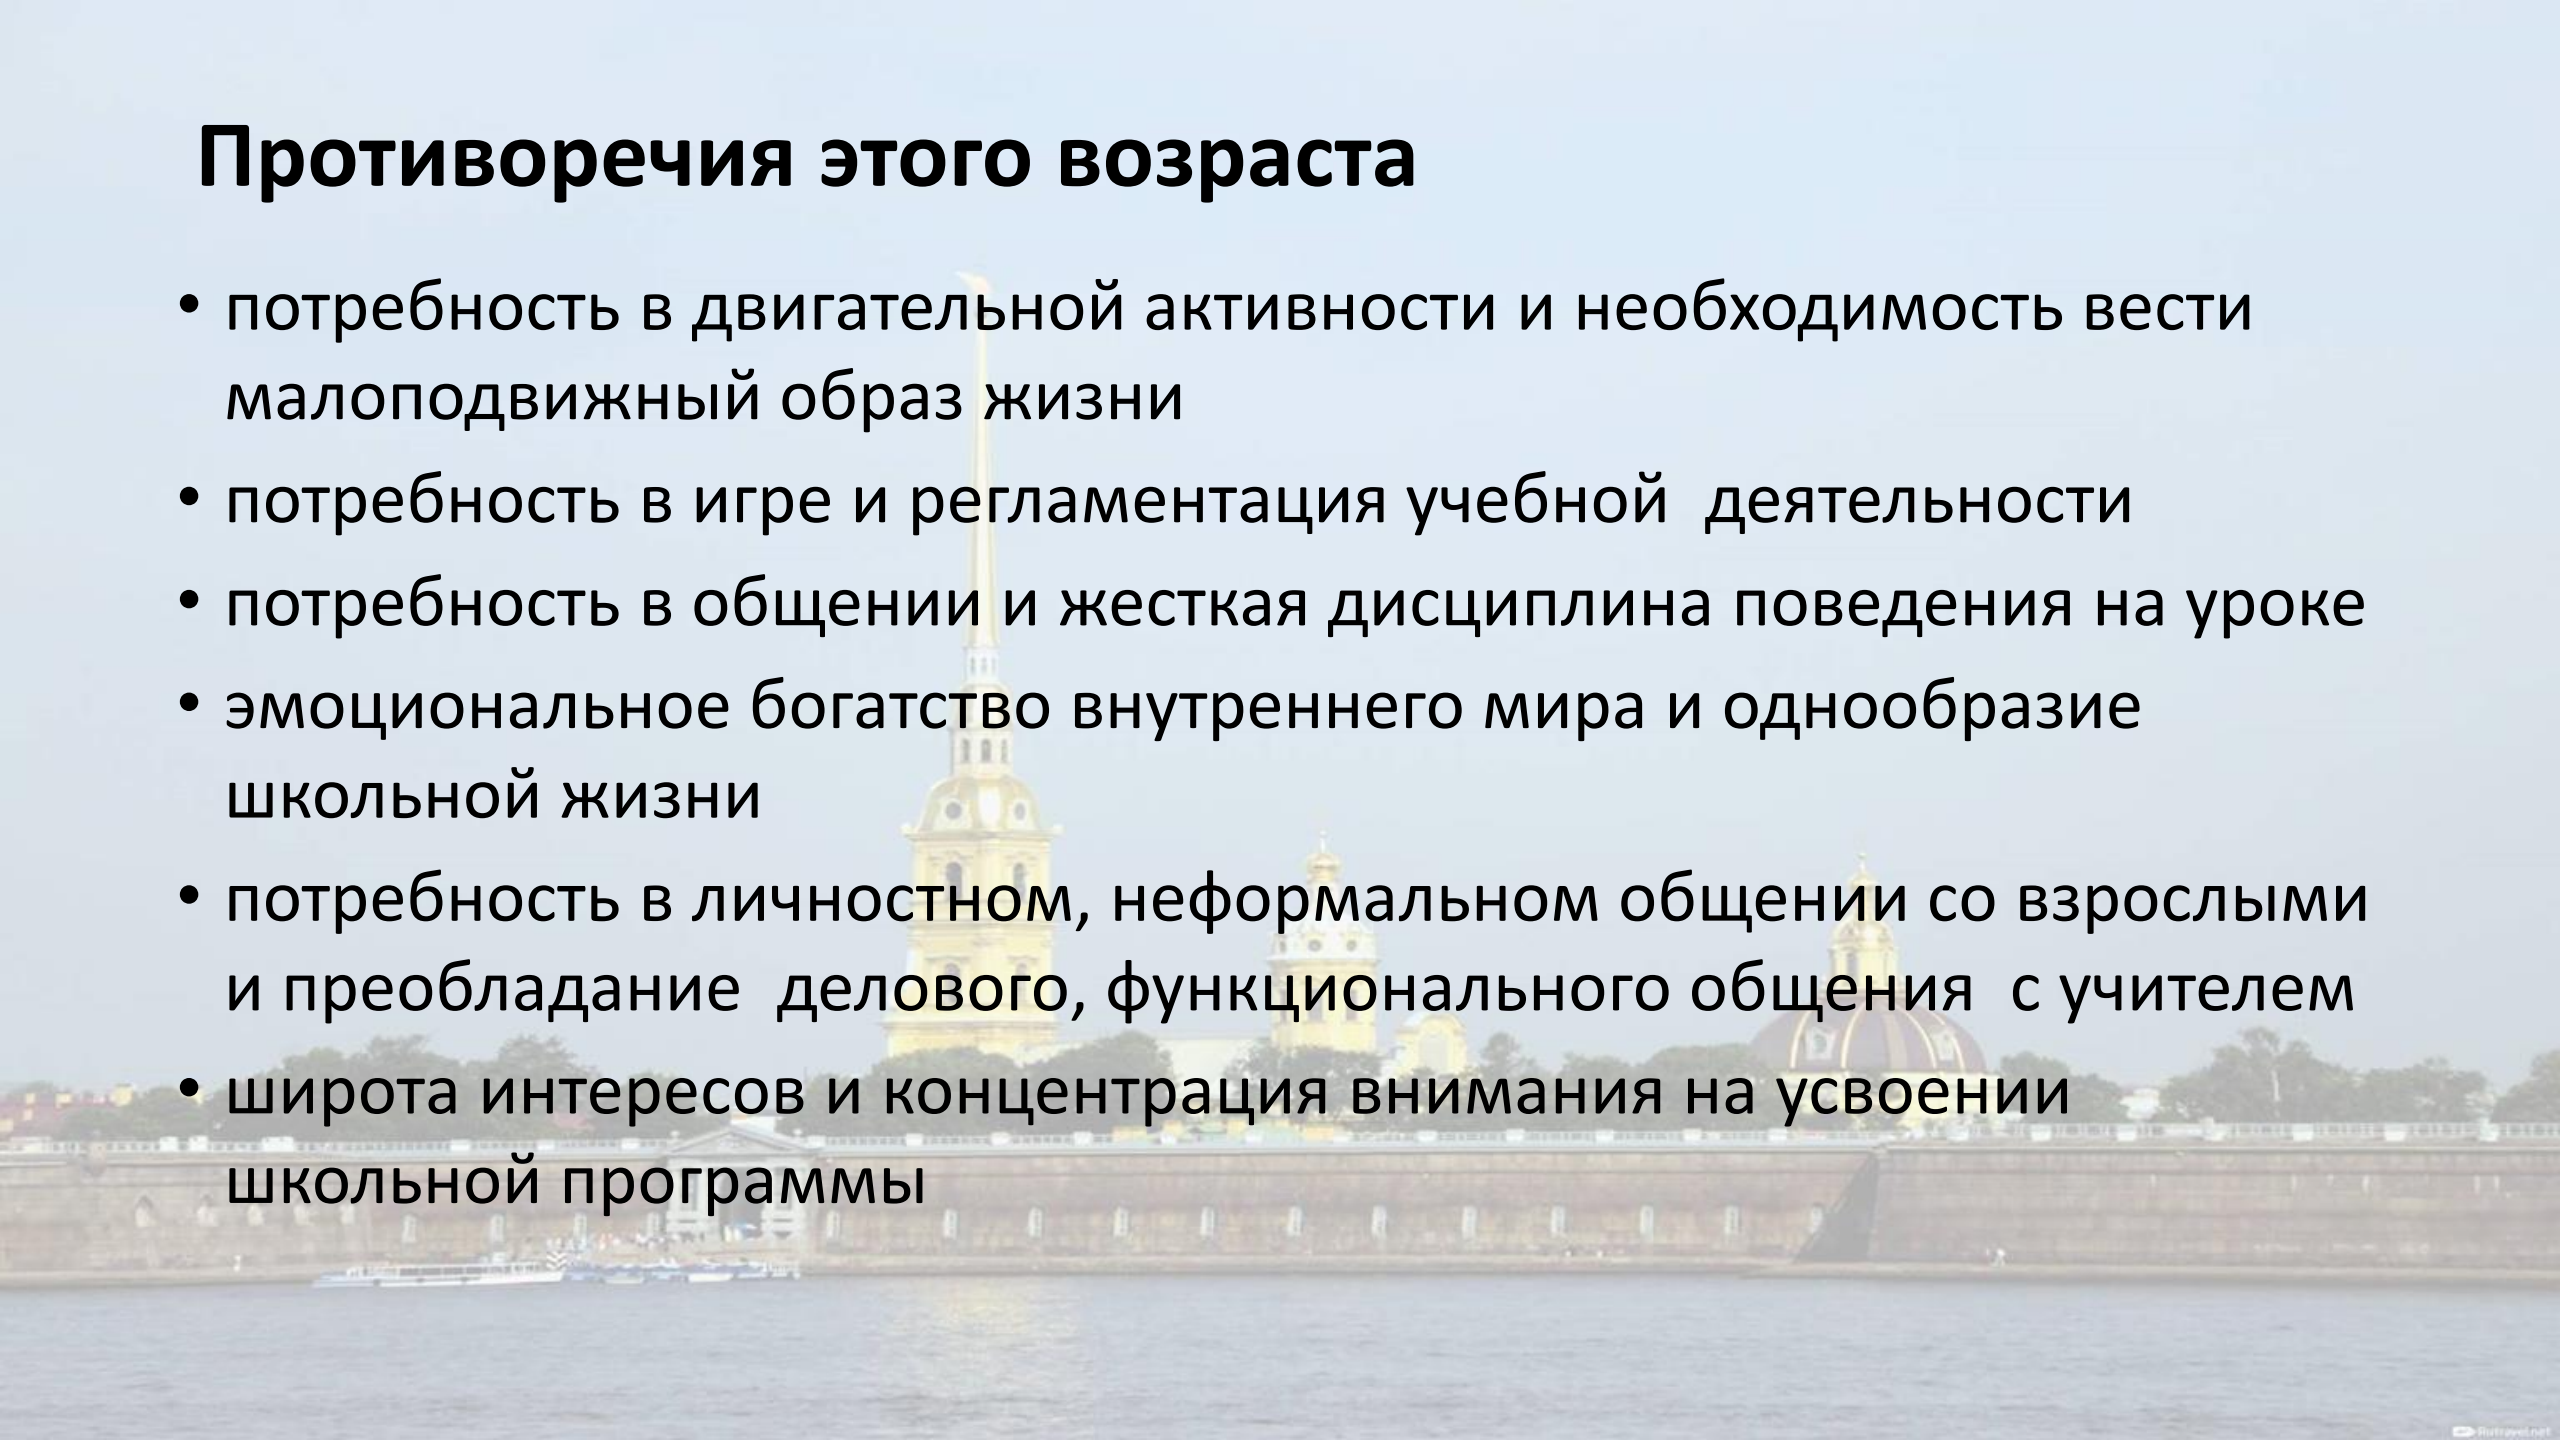 Противоречия этого возраста
• потребность в двигательной активности и необходимость вести
малоподвижный образ жизни
• потребность в игре и регламентация учебной  деятельности
• потребность в общении и жесткая дисциплина поведения на уроке
• эмоциональное богатство внутреннего мира и однообразие
школьной жизни
• потребность в личностном, неформальном общении со взрослыми
и преобладание  делового, функционального общения  с учителем
• широта интересов и концентрация внимания на усвоении
школьной программы
Rutravel.net